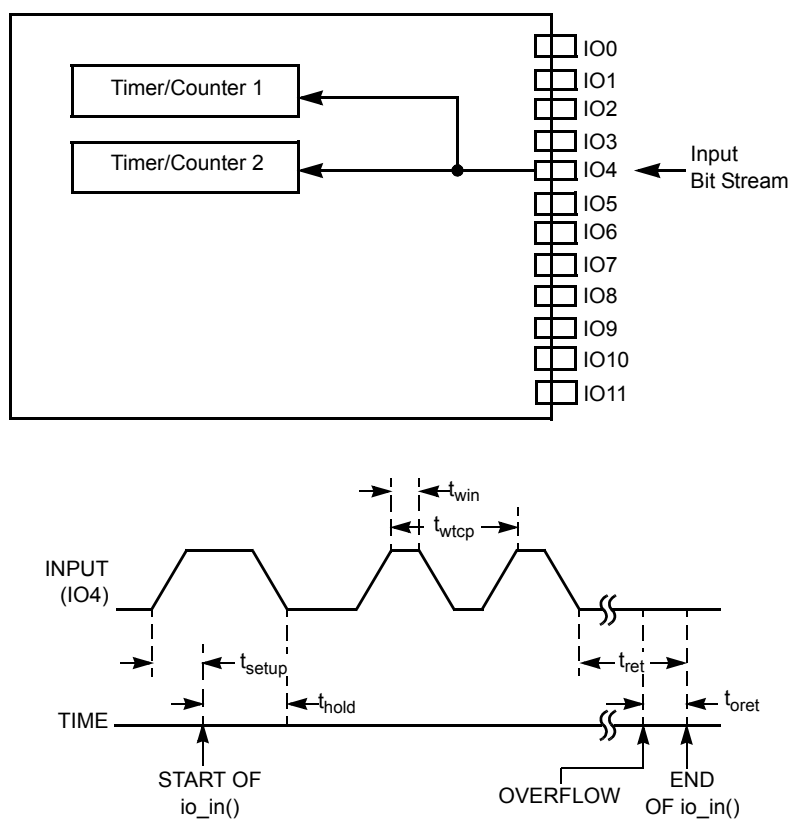 IO0
IO1
Timer/Counter 1
IO2
IO3
Timer/Counter 2
IO4
Input
Bit Stream
IO5
IO6
IO7
IO8
IO9
IO10
IO11
twin
twtcp
INPUT
(IO4)
tsetup
tret
thold
toret
TIME
START OF
io_in()
OVERFLOW
END
OF io_in()